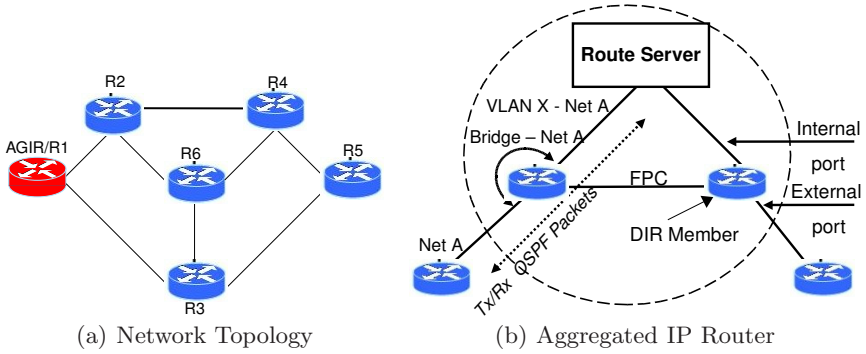 R2
R4
AGIR/R1
R6
R5
R3
(a) Network Topology
Route Server
VLAN X - Net A
Bridge – Net A
Internal
port
FPC
External
port
DIR Member
Net A
Tx/Rx OSPF Packets
(b) Aggregated IP Router